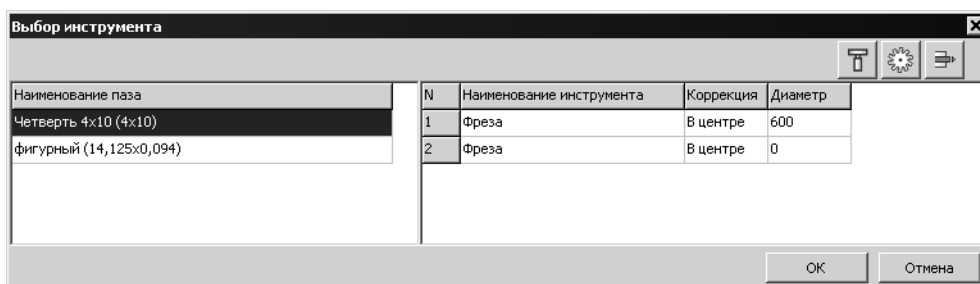 Выбор инструмента
Наименование паза
Четверть 4x10 (4x10)
фигурный (14,125x0,094)
N Наименование инструмента Коррекция Диаметр
1 Фреза В центре 600
2 Фреза В центре 0
OK Отмена